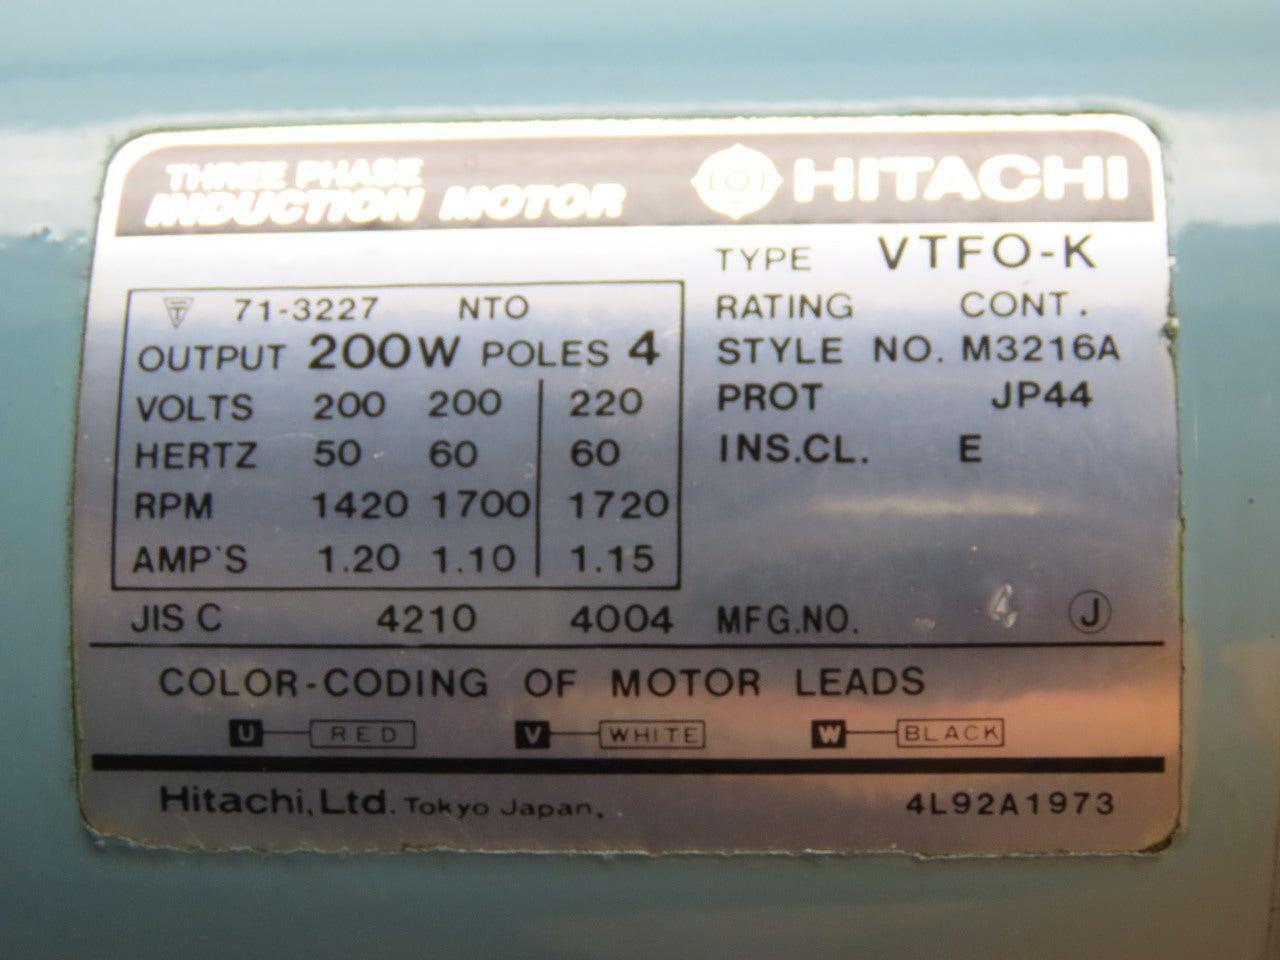 THREE PHASE
INDUCTION MOTOR
HITACHI
TYPE VTFO-K
71-3227 NTO
RATING CONT.
OUTPUT 200W POLES 4
STYLE NO. M3216A
VOLTS 200 200 220
PROT JP44
HERTZ 50 60 60
INS.CL. E
RPM 1420 1700 1720
AMP'S 1.20 1.10 1.15
JIS C 4210 4004
MFG.NO. 4 J
COLOR-CODING OF MOTOR LEADS
U RED V WHITE W BLACK
Hitachi, Ltd. Tokyo Japan.
4L92A1973